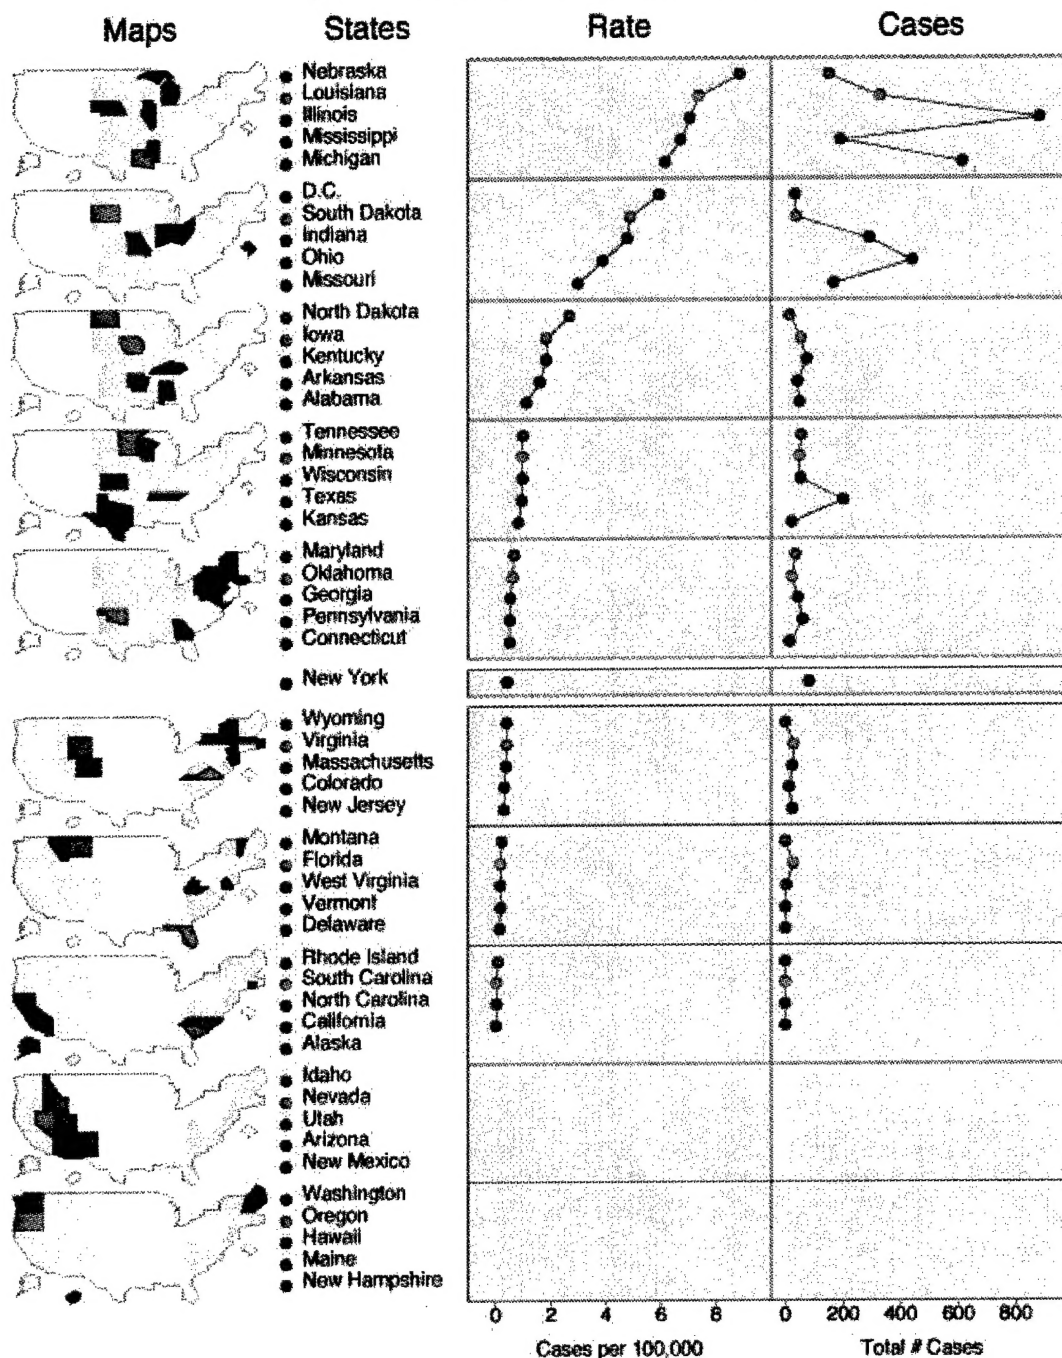 Maps States Rate Cases
Nebraska
Louisiana
Illinois
Mississippi
Michigan
D.C.
South Dakota
Indiana
Ohio
Missouri
North Dakota
Iowa
Kentucky
Arkansas
Alabama
Tennessee
Minnesota
Wisconsin
Texas
Kansas
Maryland
Oklahoma
Georgia
Pennsylvania
Connecticut
New York
Wyoming
Virginia
Massachusetts
Colorado
New Jersey
Montana
Florida
West Virginia
Vermont
Delaware
Rhode Island
South Carolina
North Carolina
California
Alaska
Idaho
Nevada
Utah
Arizona
New Mexico
Washington
Oregon
Hawaii
Maine
New Hampshire
0 2 4 6 8 0 200 400 600 800
Cases per 100,000 Total # Cases